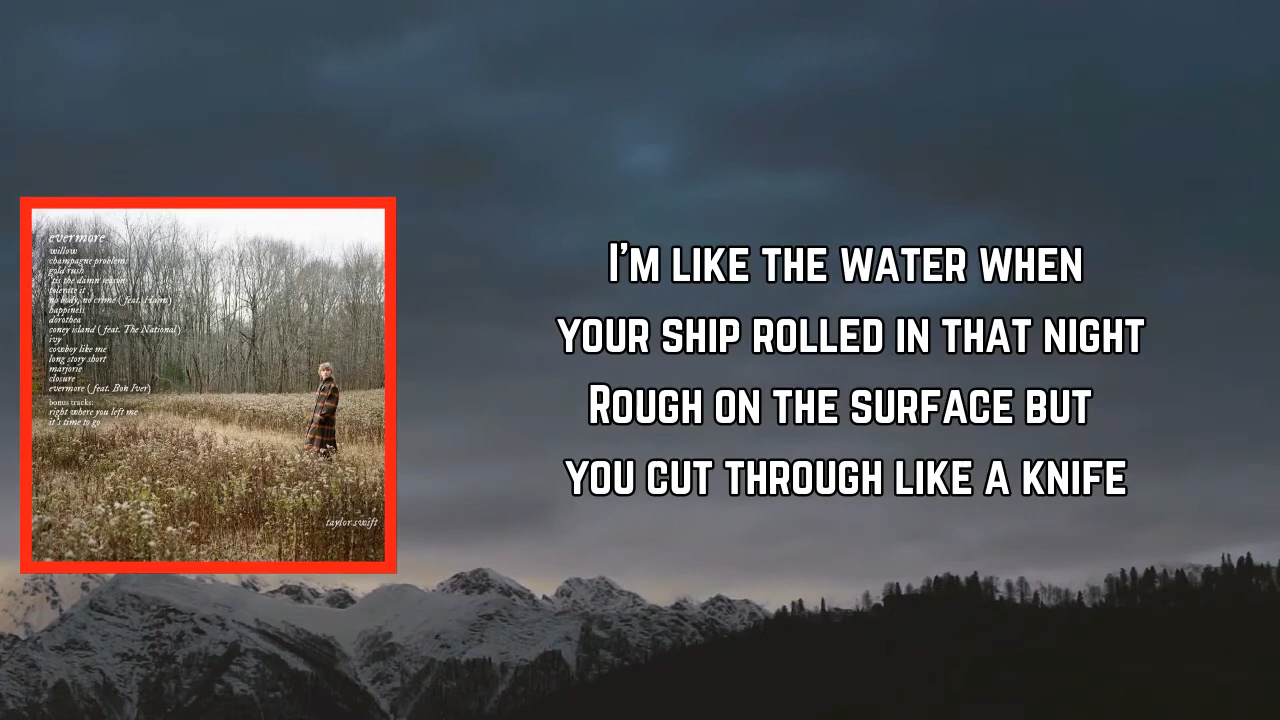 evermore
willow
champagne problems
gold rush
'tis the damn season
tolerate it
no body, no crime ( feat. Haim)
happiness
dorothea
coney island ( feat. The National)
ivy
cowboy like me
long story short
marjorie
closure
evermore ( feat. Bon Iver)
bonus tracks:
right where you left me
it's time to go
taylor swift
I'm like the water when
your ship rolled in that night
Rough on the surface but
you cut through like a knife